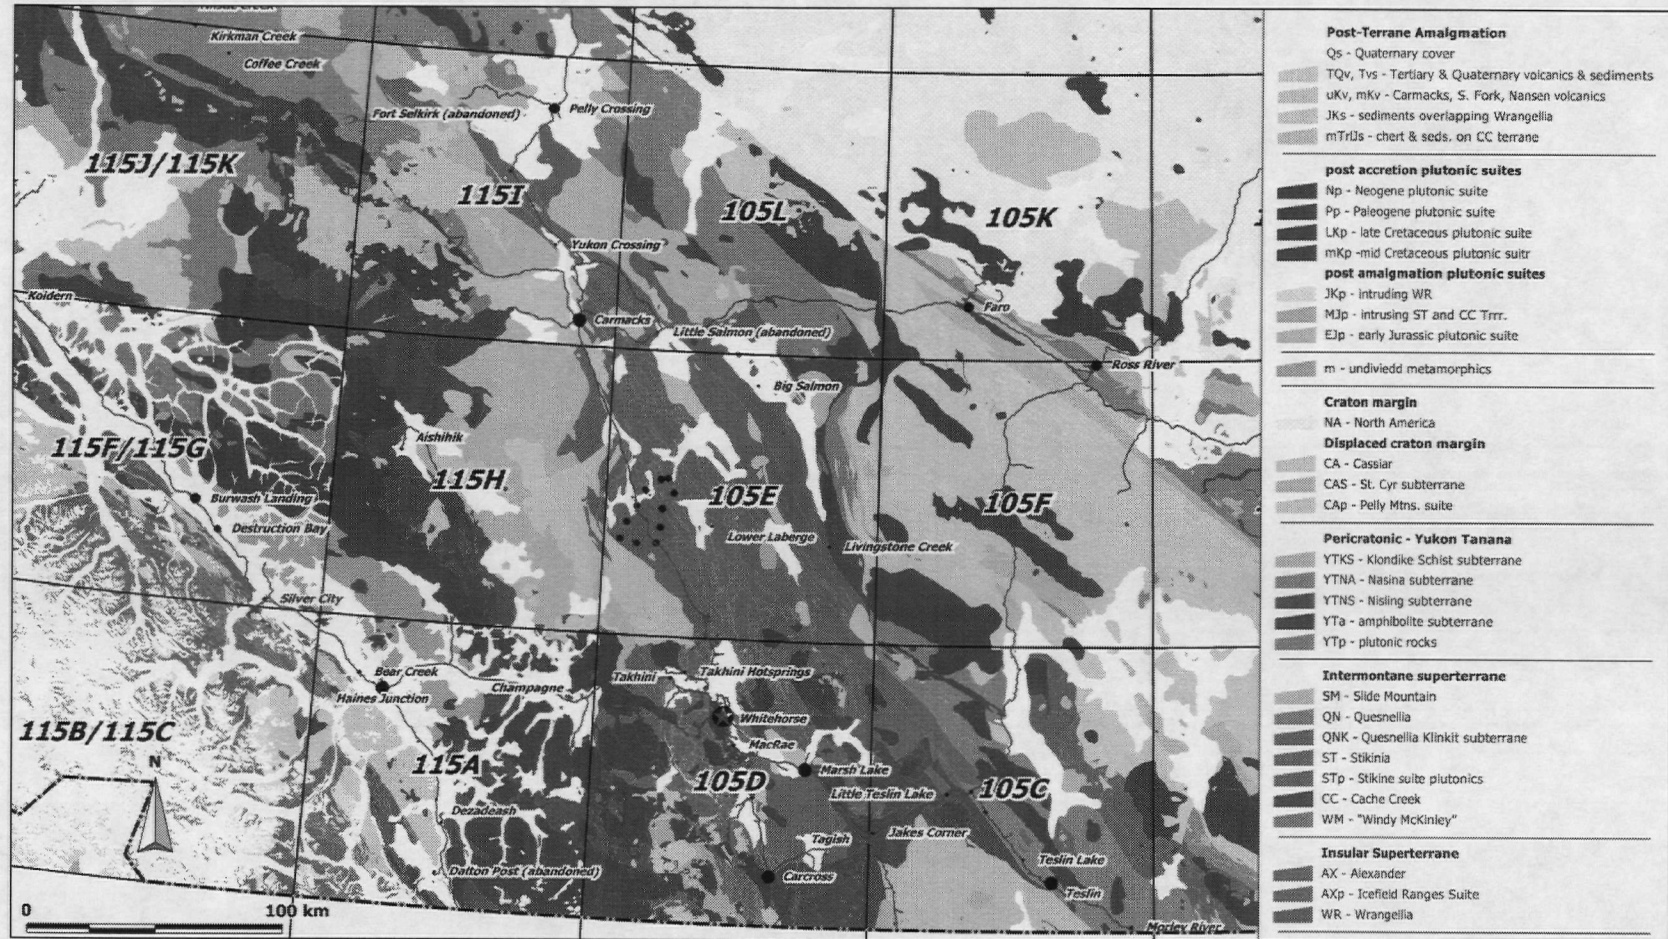 Kirkman Creek
Coffee Creek
Fort Selkirk (abandoned)
Pelly Crossing
115J/115K
115I
105L
105K
Yukon Crossing
Koidern
Carmacks
Little Salmon (abandoned)
Faro
Ross River
Big Salmon
Aishihik
115F/115G
115H
105E
105F
Burwash Landing
Destruction Bay
Lower Laberge
Livingstone Creek
Silver City
Bear Creek
Haines Junction
Champagne
Takhini
Takhini Hotsprings
Whitehorse
MacRae
Marsh Lake
115B/115C
N
115A
105D
105C
Little Teslin Lake
Dezadeash
Tagish
Jakes Corner
Dalton Post (abandoned)
Carcross
Teslin Lake
Teslin
Morley River
0
100 km
Post-Terrane Amalgmation
Qs - Quaternary cover
TQv, Tvs - Tertiary & Quaternary volcanics & sediments
uKv, mKv - Carmacks, S. Fork, Nansen volcanics
JKs - sediments overlapping Wrangellia
mTrlJs - chert & seds. on CC terrane
post accretion plutonic suites
Np - Neogene plutonic suite
Pp - Paleogene plutonic suite
LKp - late Cretaceous plutonic suite
mKp -mid Cretaceous plutonic suitr
post amalgmation plutonic suites
JKp - intruding WR
MJp - intrusing ST and CC Trrr.
EJp - early Jurassic plutonic suite
m - undiviedd metamorphics
Craton margin
NA - North America
Displaced craton margin
CA - Cassiar
CAS - St. Cyr subterrane
CAp - Pelly Mtns. suite
Pericratonic - Yukon Tanana
YTKS - Klondike Schist subterrane
YTNA - Nasina subterrane
YTNS - Nisling subterrane
YTa - amphibolite subterrane
YTp - plutonic rocks
Intermontane superterrane
SM - Slide Mountain
QN - Quesnellia
QNK - Quesnellia Klinkit subterrane
ST - Stikinia
STp - Stikine suite plutonics
CC - Cache Creek
WM - "Windy McKinley"
Insular Superterrane
AX - Alexander
AXp - Icefield Ranges Suite
WR - Wrangellia